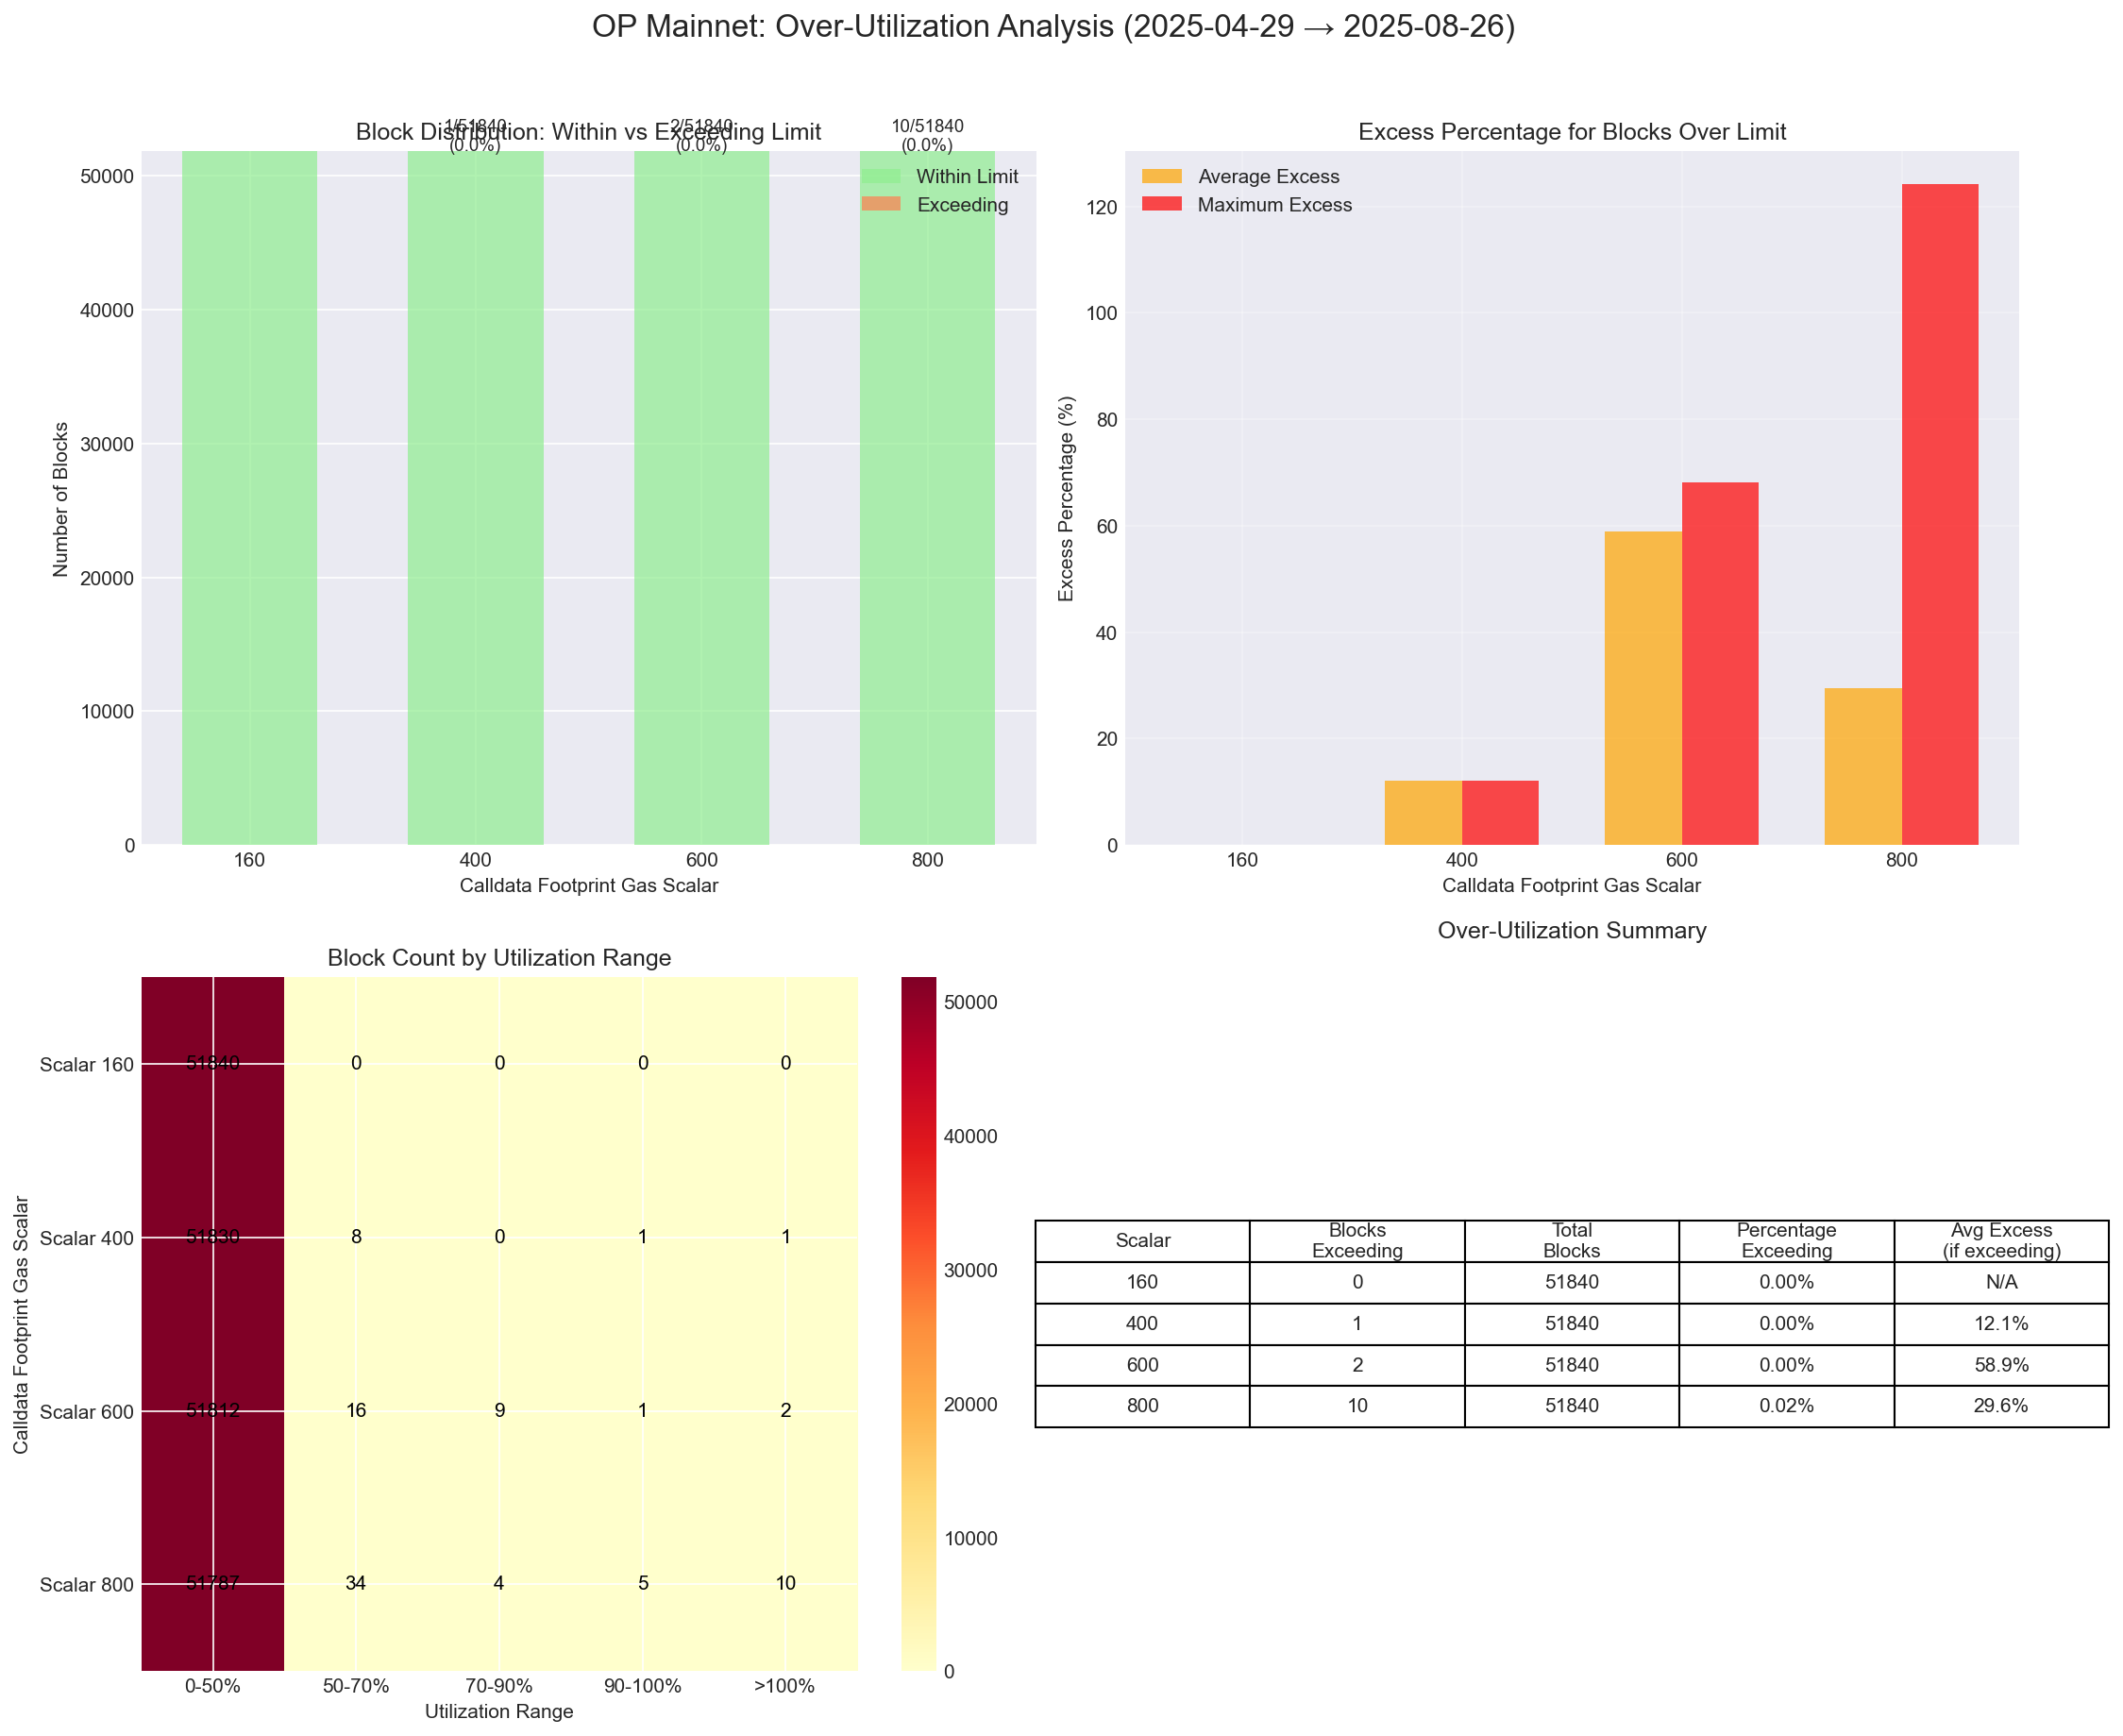 OP Mainnet: Over-Utilization Analysis (2025-04-29 → 2025-08-26)
Block Distribution: Within vs Exceeding Limit
1/51840
(0.0%)
2/51840
(0.0%)
10/51840
(0.0%)
Within Limit
Exceeding
50000
40000
30000
20000
10000
0
Number of Blocks
160
400
600
800
Calldata Footprint Gas Scalar
Excess Percentage for Blocks Over Limit
Average Excess
Maximum Excess
120
100
80
60
40
20
0
Excess Percentage (%)
160
400
600
800
Calldata Footprint Gas Scalar
Block Count by Utilization Range
Calldata Footprint Gas Scalar
Scalar 160
51840
0
0
0
0
Scalar 400
51830
8
0
1
1
Scalar 600
51812
16
9
1
2
Scalar 800
51787
34
4
5
10
0-50%
50-70%
70-90%
90-100%
>100%
Utilization Range
50000
40000
30000
20000
10000
0
Over-Utilization Summary
Scalar
Blocks
Exceeding
Total
Blocks
Percentage
Exceeding
Avg Excess
(if exceeding)
160
0
51840
0.00%
N/A
400
1
51840
0.00%
12.1%
600
2
51840
0.00%
58.9%
800
10
51840
0.02%
29.6%